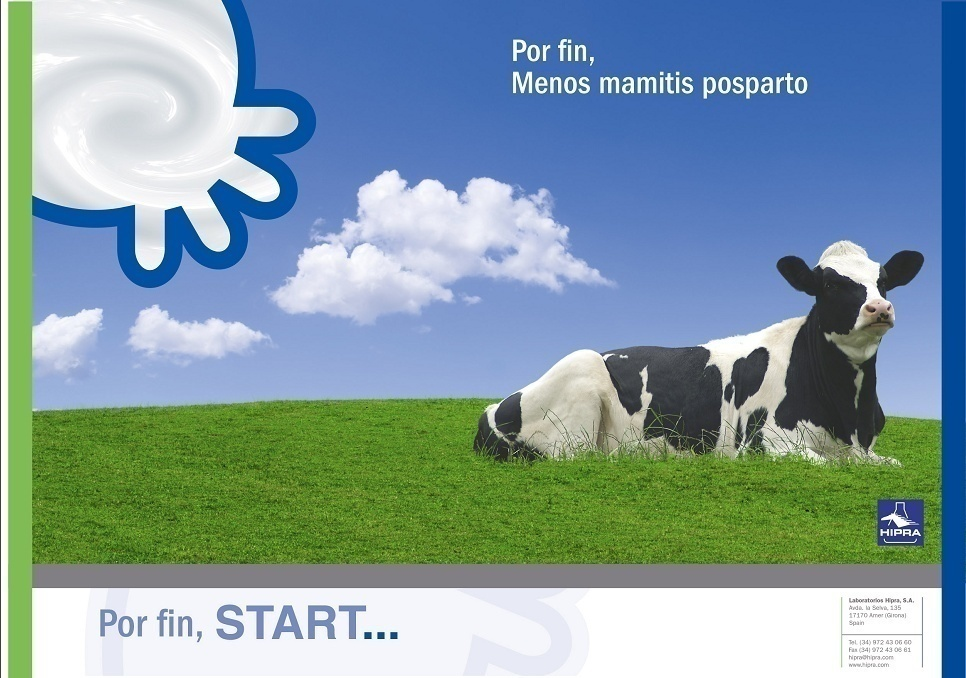 Por fin,
Menos mamitis posparto
HIPRA
Por fin, START...
Laboratorios Hipra, S.A.
Avda. la Selva, 135
17170 Amer (Girona)
Spain
Tel. (34) 972 43 06 60
Fax (34) 972 43 06 61
hipra@hipra.com
www.hipra.com